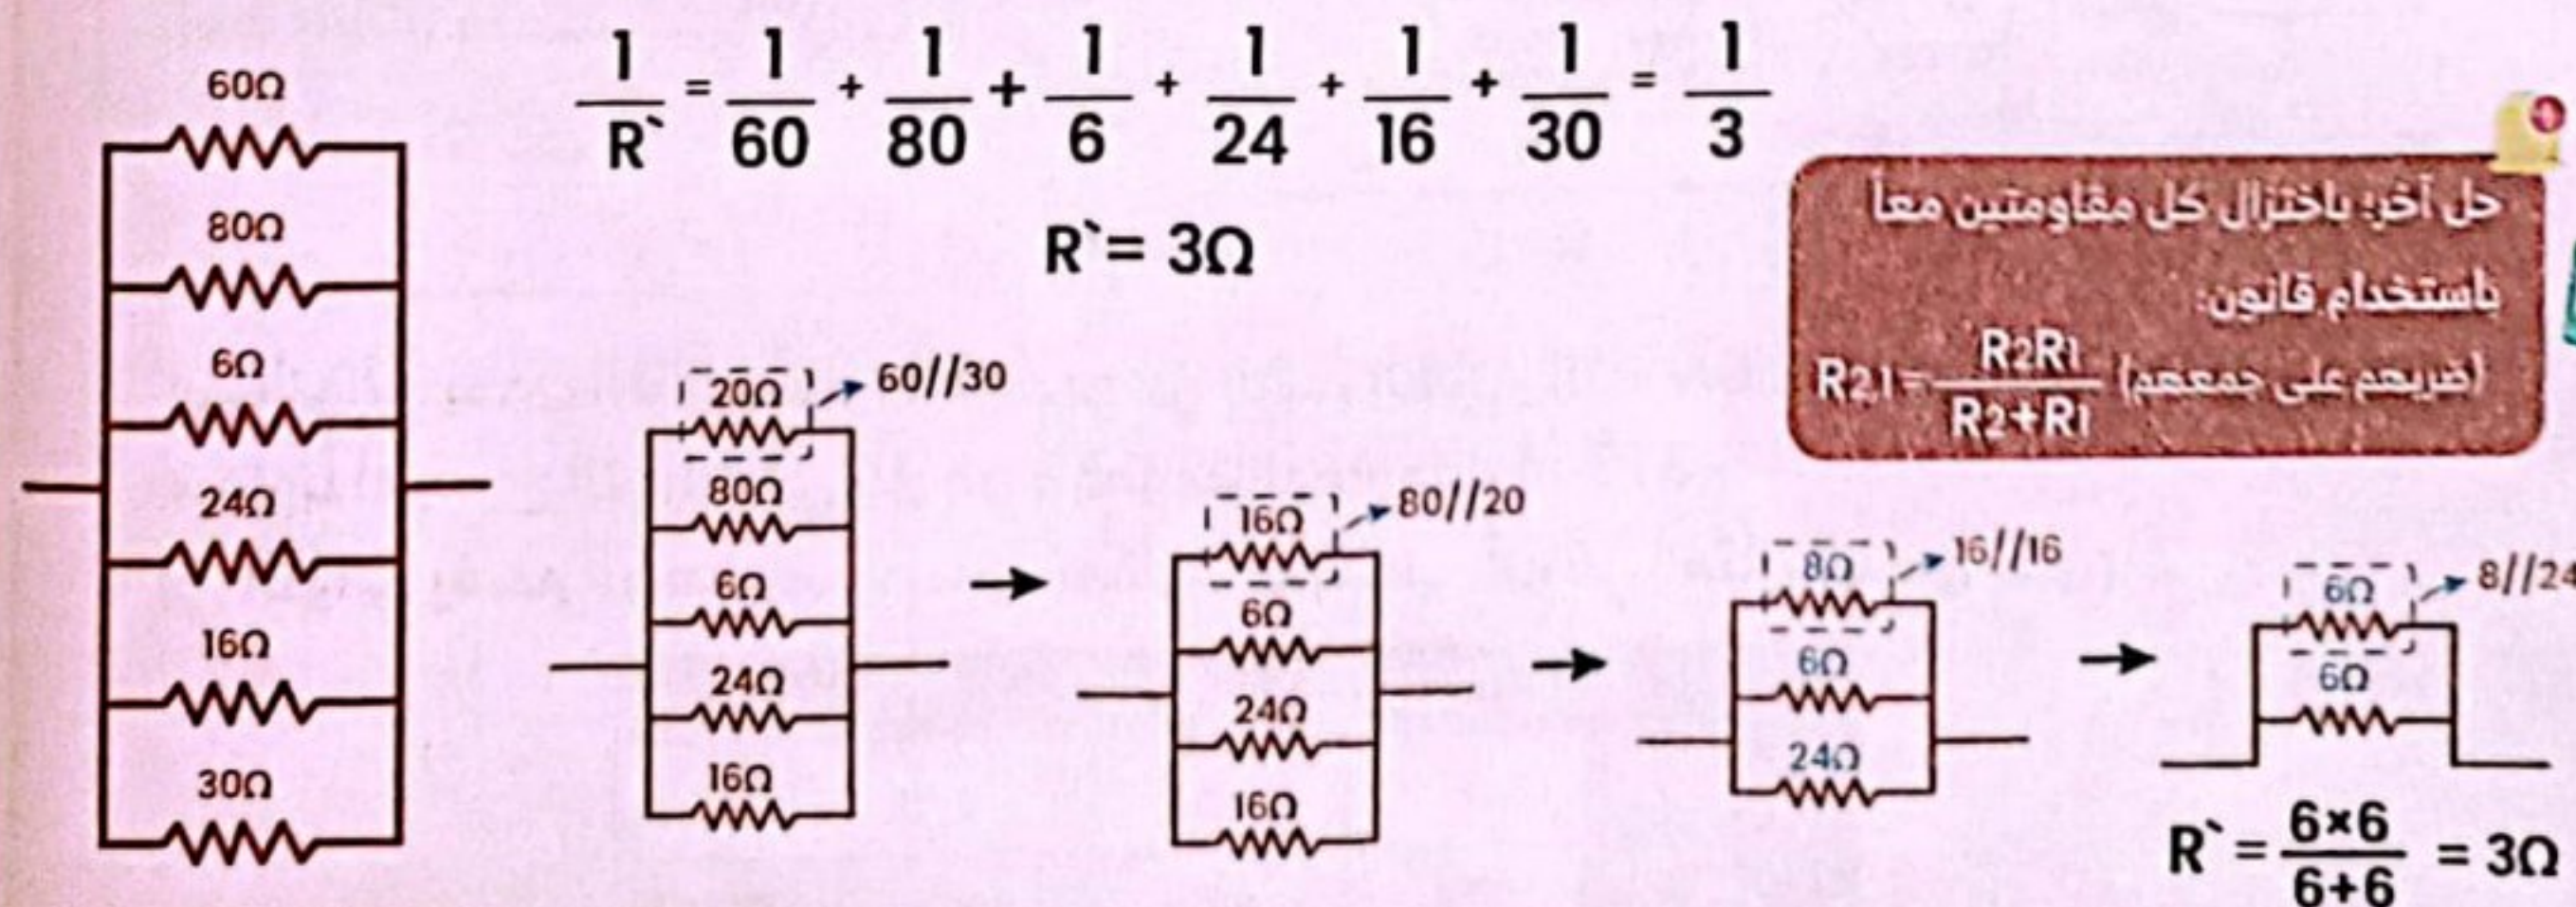 60Ω
80Ω
6Ω
24Ω
16Ω
30Ω
1/R` = 1/60 + 1/80 + 1/6 + 1/24 + 1/16 + 1/30 = 1/3
R`= 3Ω
حل آخر: باختزال كل مقاومتين معاً
باستخدام قانون:
R2,1= R2R1/R2+R1 (ضربهم على جمعهم)
20Ω 60//30
80Ω
6Ω
24Ω
16Ω
16Ω 80//20
6Ω
24Ω
16Ω
8Ω 16//16
6Ω
24Ω
6Ω 8//24
6Ω
R` = 6×6/6+6 = 3Ω